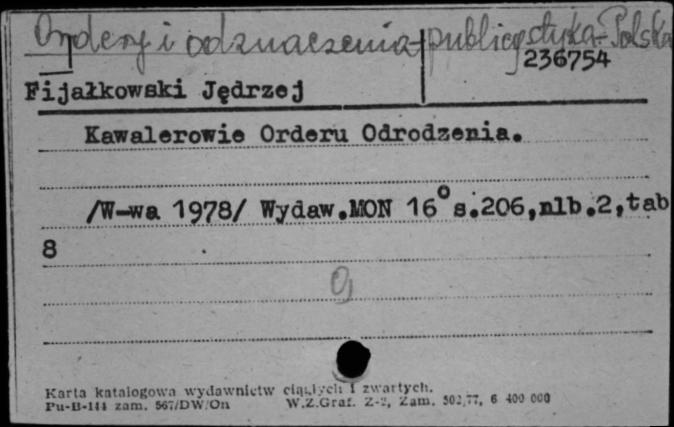 Ordery i odznaczenia-publicystyka-Polska
236754
Fijałkowski Jędrzej
Kawalerowie Orderu Odrodzenia.
/W-wa 1978/ Wydaw.MON 16° s.206,nlb.2,tab
8
Karta katalogowa wydawnictw ciągłych i zwartych.
Pu-B-144 zam. 567/DW/On W.Z.Graf. Z-2, Zam. 502/77, 6 400 000